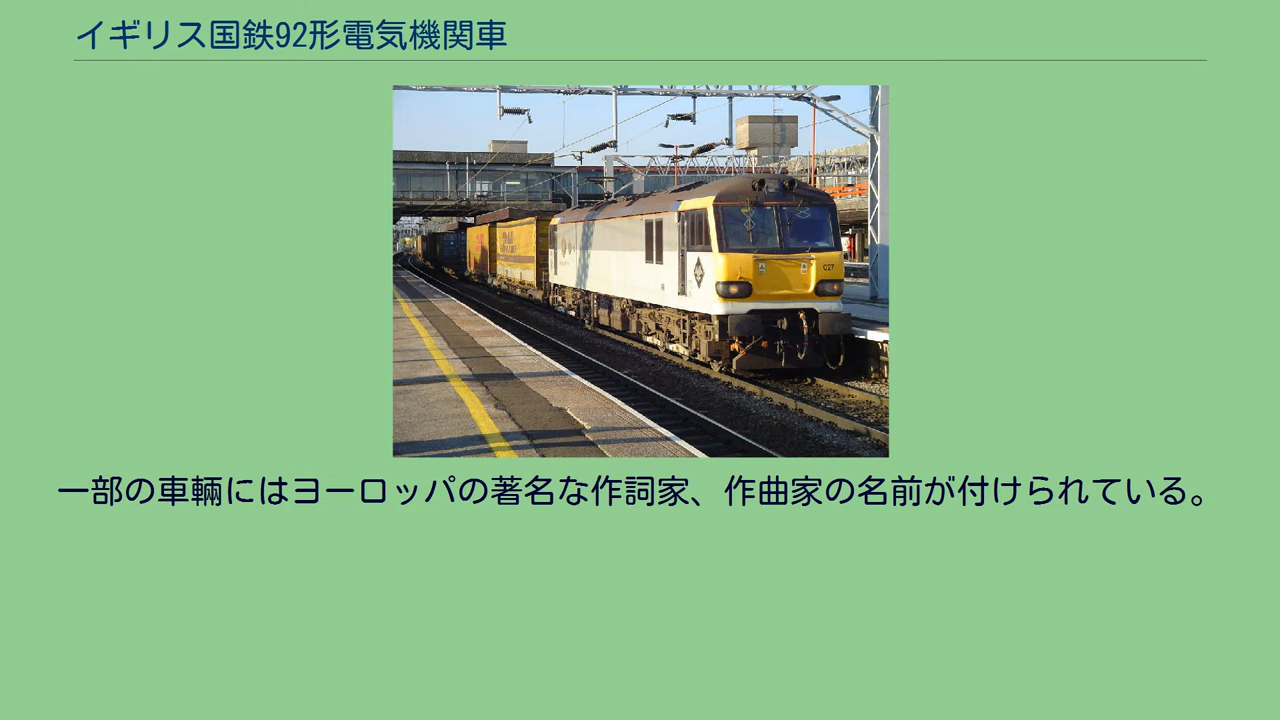 イギリス国鉄92形電気機関車
027
一部の車輛にはヨーロッパの著名な作詞家、作曲家の名前が付けられている。